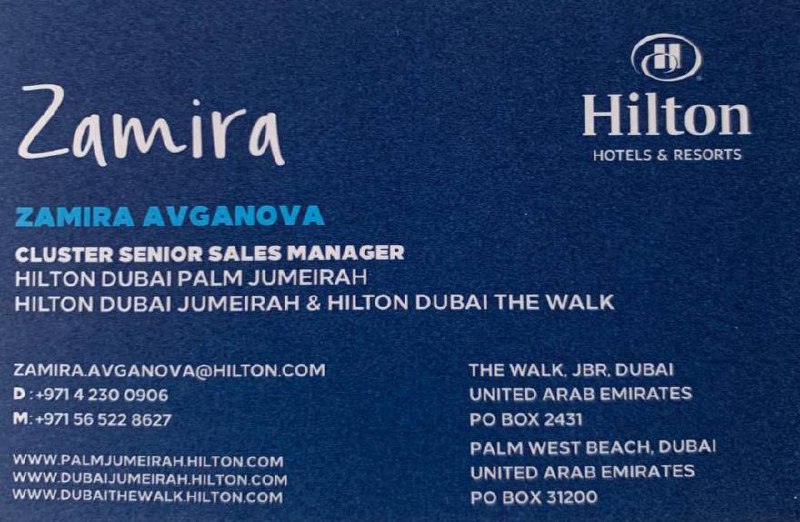 Zamira
Hilton
HOTELS & RESORTS
ZAMIRA AVGANOVA
CLUSTER SENIOR SALES MANAGER
HILTON DUBAI PALM JUMEIRAH
HILTON DUBAI JUMEIRAH & HILTON DUBAI THE WALK
ZAMIRA.AVGANOVA@HILTON.COM
D : +971 4 230 0906
M: +971 56 522 8627
WWW.PALMJUMEIRAH.HILTON.COM
WWW.DUBAIJUMEIRAH.HILTON.COM
WWW.DUBAITHEWALK.HILTON.COM
THE WALK, JBR, DUBAI
UNITED ARAB EMIRATES
PO BOX 2431
PALM WEST BEACH, DUBAI
UNITED ARAB EMIRATES
PO BOX 31200